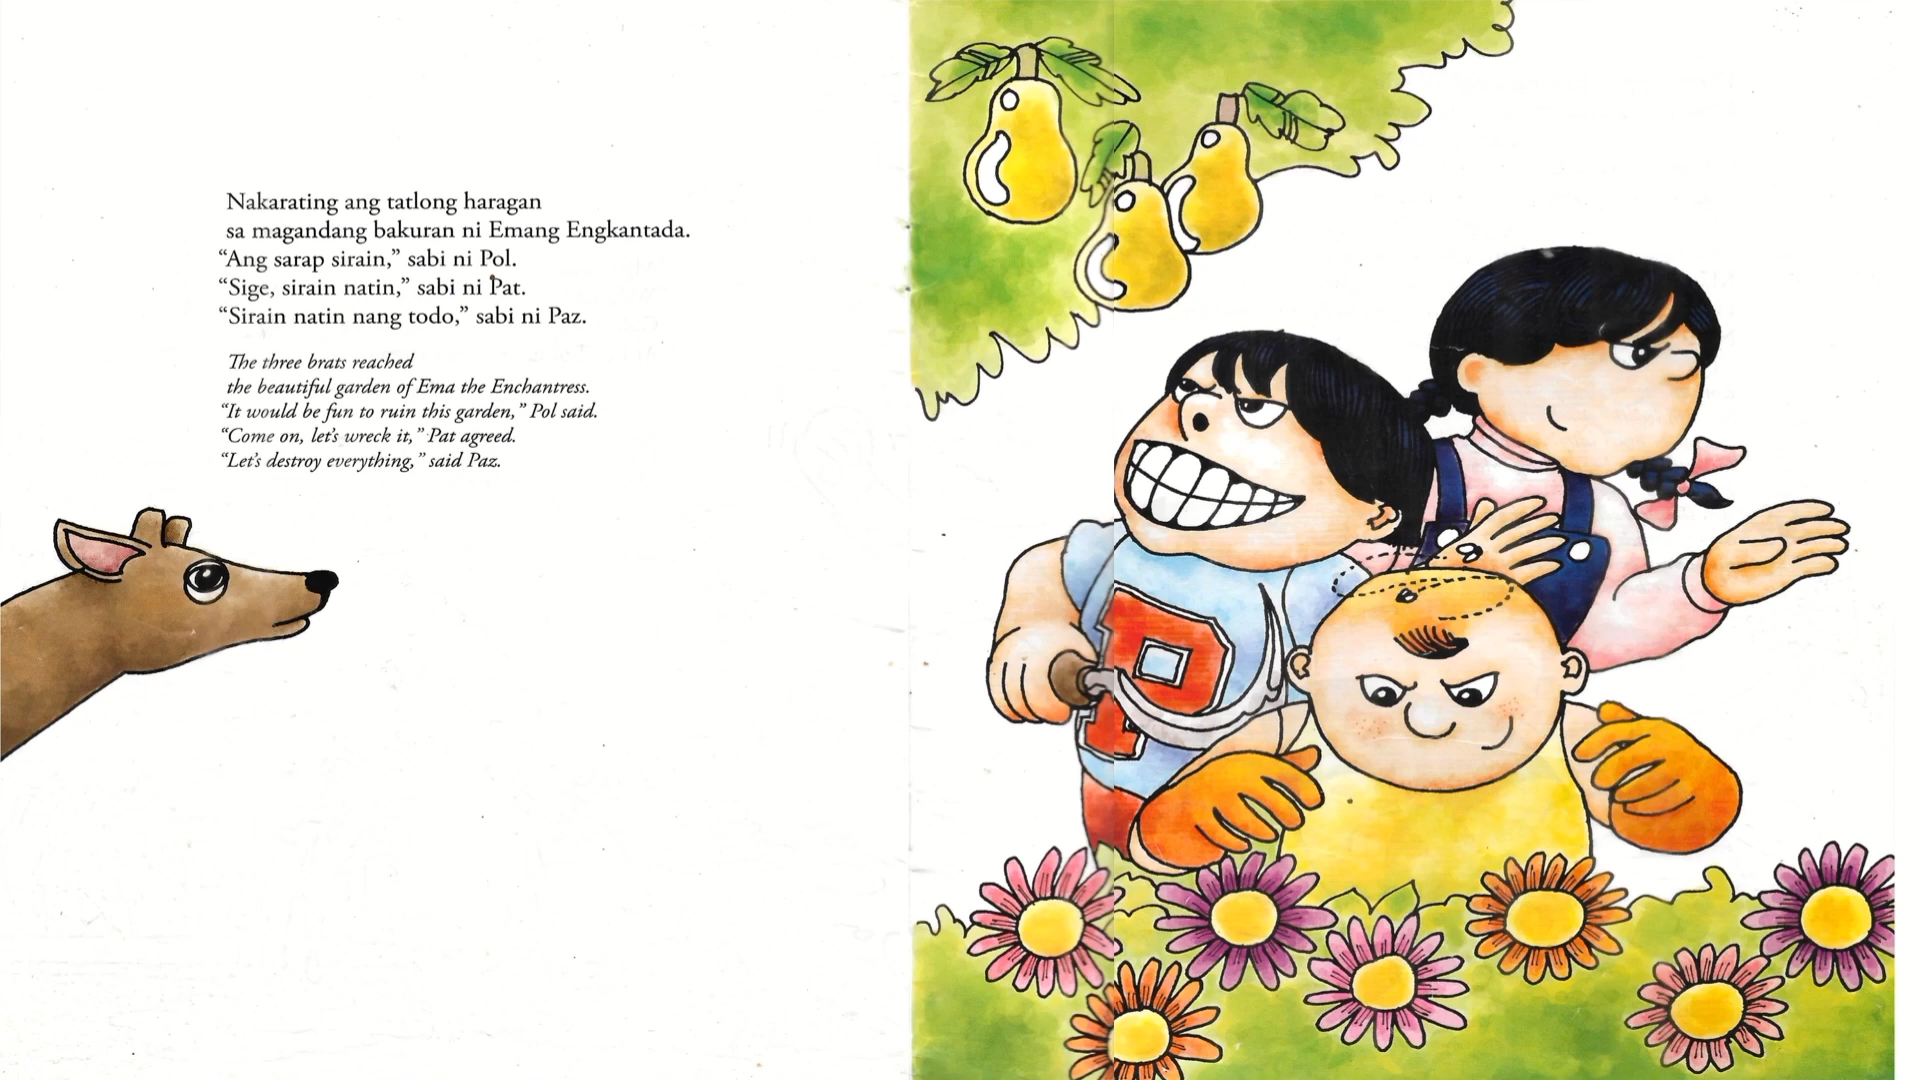 Nakarating ang tatlong haragan
sa magandang bakuran ni Emang Engkantada.
“Ang sarap sirain,” sabi ni Pol.
“Sige, sirain natin,” sabi ni Pat.
“Sirain natin nang todo,” sabi ni Paz.
The three brats reached
the beautiful garden of Ema the Enchantress.
“It would be fun to ruin this garden,” Pol said.
“Come on, let’s wreck it,” Pat agreed.
“Let’s destroy everything,” said Paz.
P